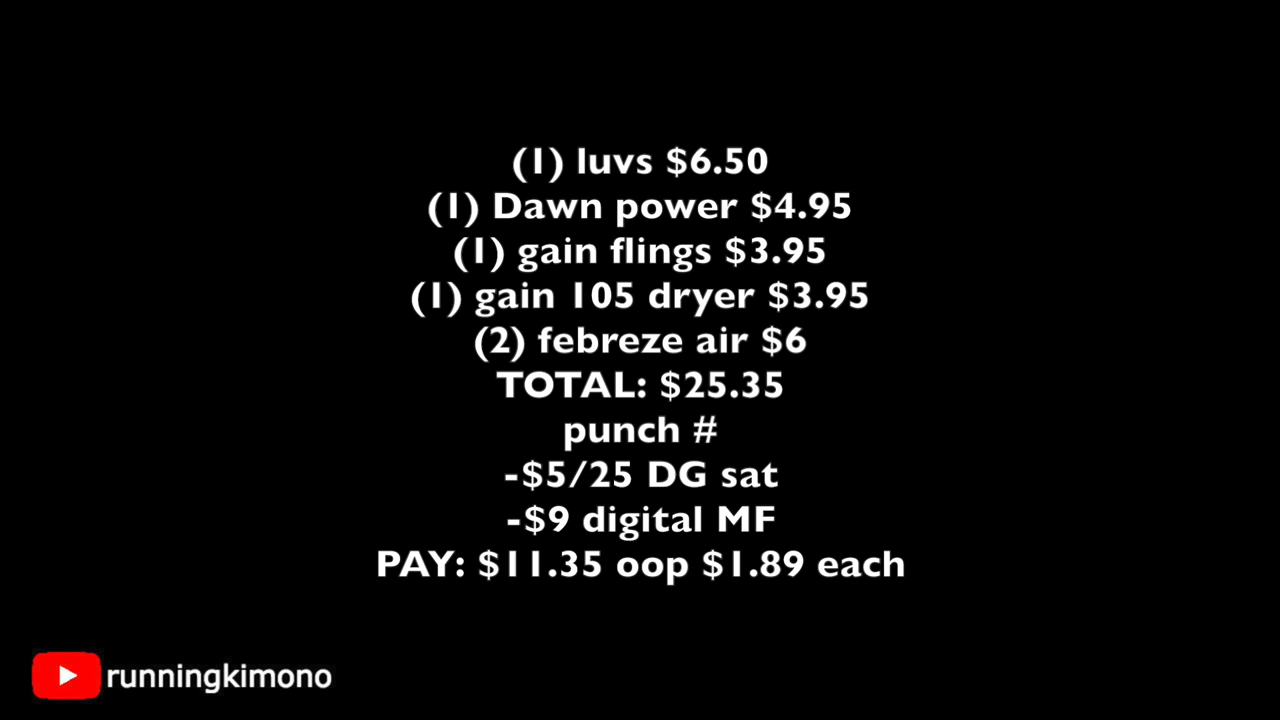 (1) luvs $6.50
(1) Dawn power $4.95
(1) gain flings $3.95
(1) gain 105 dryer $3.95
(2) febreze air $6
TOTAL: $25.35
punch #
-$5/25 DG sat
-$9 digital MF
PAY: $11.35 oop $1.89 each
runningkimono